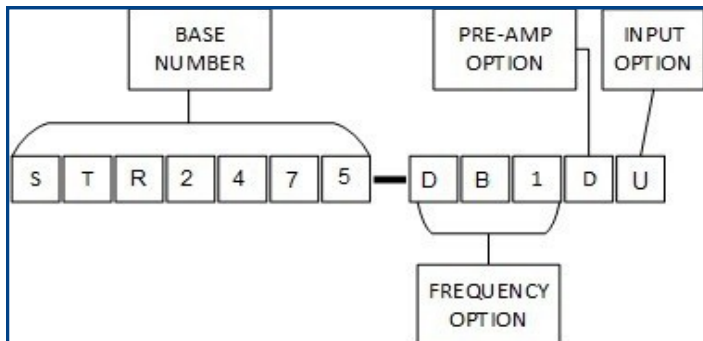 BASE
NUMBER
PRE-AMP
OPTION
INPUT
OPTION
S T R 2 4 7 5 - D B 1 D U
FREQUENCY
OPTION